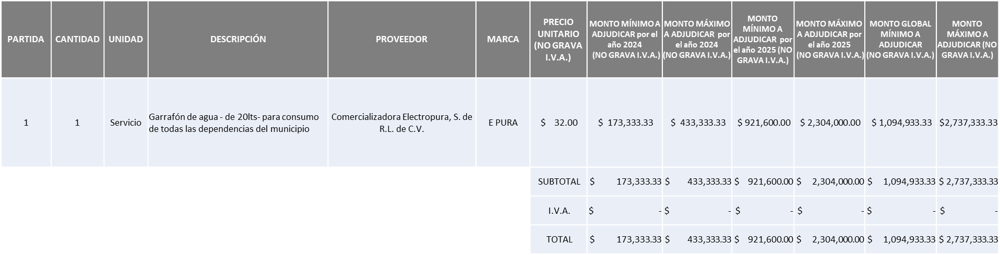 PARTIDA
CANTIDAD
UNIDAD
DESCRIPCIÓN
PROVEEDOR
MARCA
PRECIO
UNITARIO
(NO GRAVA
I.V.A.)
MONTO MÍNIMO A
ADJUDICAR por el
año 2024
(NO GRAVA I.V.A.)
MONTO MÁXIMO
A ADJUDICAR por
el año 2024
(NO GRAVA I.V.A.)
MONTO
MÍNIMO A
ADJUDICAR por
el año 2025 (NO
GRAVA I.V.A.)
MONTO MÁXIMO
A ADJUDICAR por
el año 2025
(NO GRAVA I.V.A.)
MONTO GLOBAL
MÍNIMO A
ADJUDICAR
(NO GRAVA I.V.A.)
MONTO
MÁXIMO A
ADJUDICAR (NO
GRAVA I.V.A.)
1
1
Servicio
Garrafón de agua - de 20lts- para consumo
de todas las dependencias del municipio
Comercializadora Electropura, S. de
R.L. de C.V.
E PURA
$ 32.00
$ 173,333.33
$ 433,333.33
$ 921,600.00
$ 2,304,000.00
$ 1,094,933.33
$2,737,333.33
SUBTOTAL $ 173,333.33 $ 433,333.33 $ 921,600.00 $ 2,304,000.00 $ 1,094,933.33 $ 2,737,333.33
I.V.A. $ - $ - $ - $ - $ - $ -
TOTAL $ 173,333.33 $ 433,333.33 $ 921,600.00 $ 2,304,000.00 $ 1,094,933.33 $ 2,737,333.33